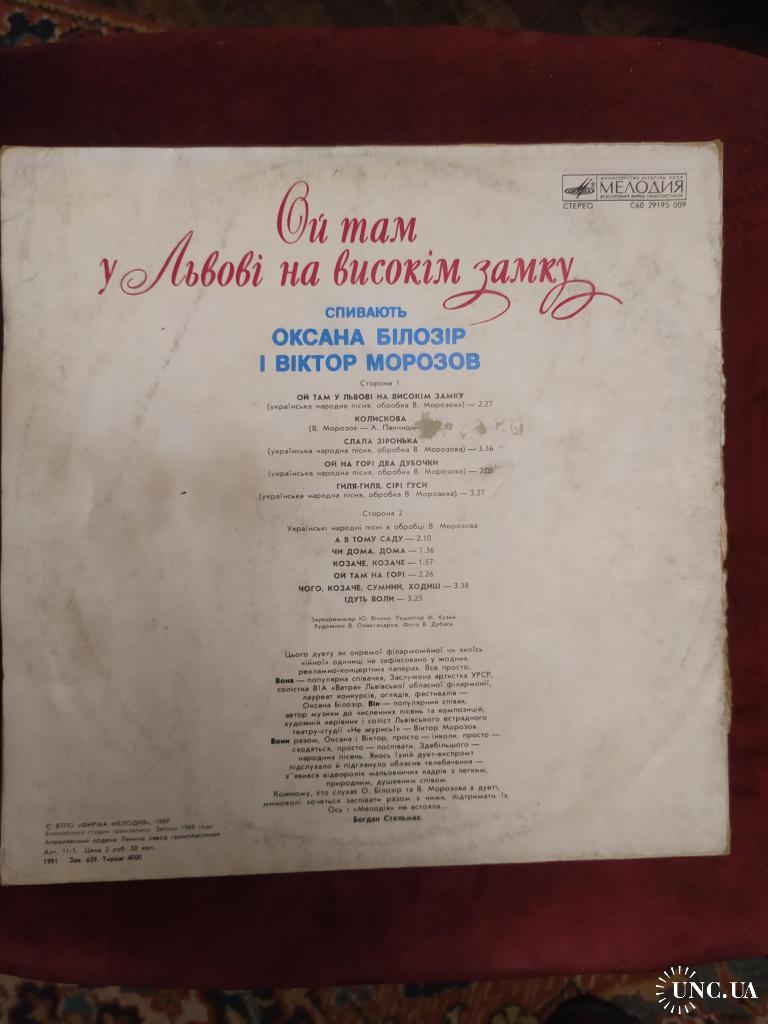 МИНИСТЕРСТВО КУЛЬТУРЫ СССР
МЕЛОДИЯ
ВСЕСОЮЗНАЯ ФИРМА ГРАМПЛАСТИНОК
СТЕРЕО С60 29195 009
Ой там
у Львові на високім замку
СПИВАЮТЬ
ОКСАНА БІЛОЗІР
І ВІКТОР МОРОЗОВ
Сторона 1
ОЙ ТАМ У ЛЬВОВІ НА ВИСОКІМ ЗАМКУ
(українська народна пісня, обробка В. Морозова) — 2.27
КОЛИСКОВА
(В. Морозов — А. Панчишин
СЛАЛА ЗІРОНЬКА
(українська народна пісня, обробка В. Морозова) — 3.36
ОЙ НА ГОРІ ДВА ДУБОЧКИ
(українська народна пісня, обробка В. Морозова) —
ГИЛЯ-ГИЛЯ, СІРІ ГУСИ
(українська народна пісня, обробка В. Морозова) — 3.27
Сторона 2
Українські народні пісні в обробці В. Морозова
А В ТОМУ САДУ — 2.10
ЧИ ДОМА, ДОМА — 1.36
КОЗАЧЕ, КОЗАЧЕ — 1.57
ОЙ ТАМ НА ГОРІ — 2.26
ЧОГО, КОЗАЧЕ, СУМНИЙ, ХОДИШ — 3.38
ІДУТЬ ВОЛИ — 3.25
Звукорежисер Ю. Вінник. Редактор М. Кузик
Художник В. Олександров. Фото В. Дубаса
Цього дуету як окремої філармонійної чи якоїсь
«ійної» одиниці не зафіксовано у жодних
рекламно-концертних паперах. Все просто.
Вона — популярна співачка, Заслужена артистка УРСР,
солістка ВІА «Ватра» Львівської обласної філармонії,
лауреат конкурсів, оглядів, фестивалів —
Оксана Білозір. Він — популярний співак,
автор музики до численних пісень та композицій,
художній керівник і соліст Львівського естрадного
театру-студії «Не журись!» — Віктор Морозов.
Вони разом, Оксана і Віктор, просто — інколи, просто —
сходяться, просто — поспівати. Здебільшого —
народних пісень. Якось їхній дует-експромт
підслухало й підгляnuло обласне телебачення —
з"явився відеоролік мальовничих кадрів з легким,
природним, душевним співом.
Кожному, хто слухає О. Білозір та В. Морозова в дуеті,
мимоволі хочеться заспівати разом з ними, підтримати їх.
Ось і «Мелодія» не встояла...
Богдан Стельмах.
С ВТПО «ФИРМА МЕЛОДИЯ», 1989
Всесоюзная студия грамзаписи. Запись 1988 года
Апрелевский ордена Ленина завод грампластинок
Арт. 11-1. Цена 2 руб. 50 коп.
1991 Зак. 659. Тираж 4000
UNC.UA